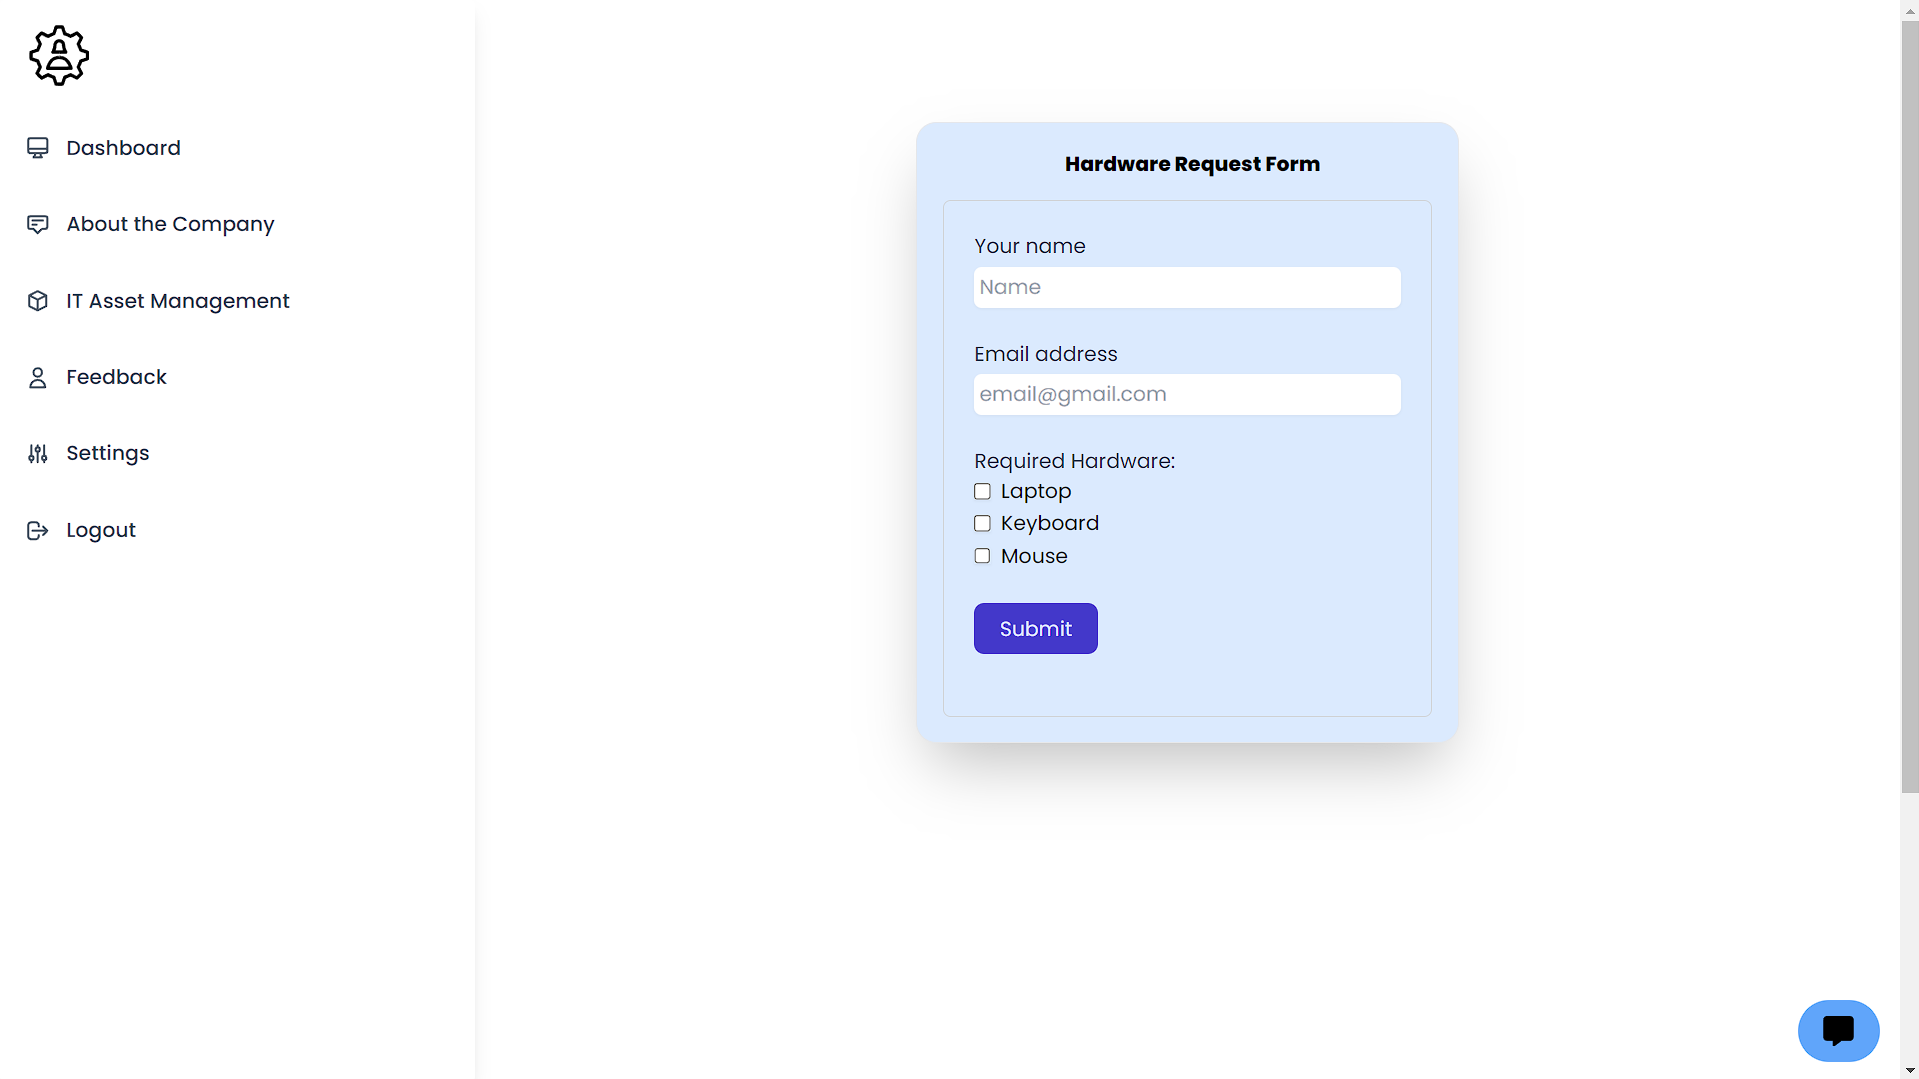 Dashboard
About the Company
IT Asset Management
Feedback
Settings
Logout
Hardware Request Form
Your name
Name
Email address
email@gmail.com
Required Hardware:
Laptop
Keyboard
Mouse
Submit